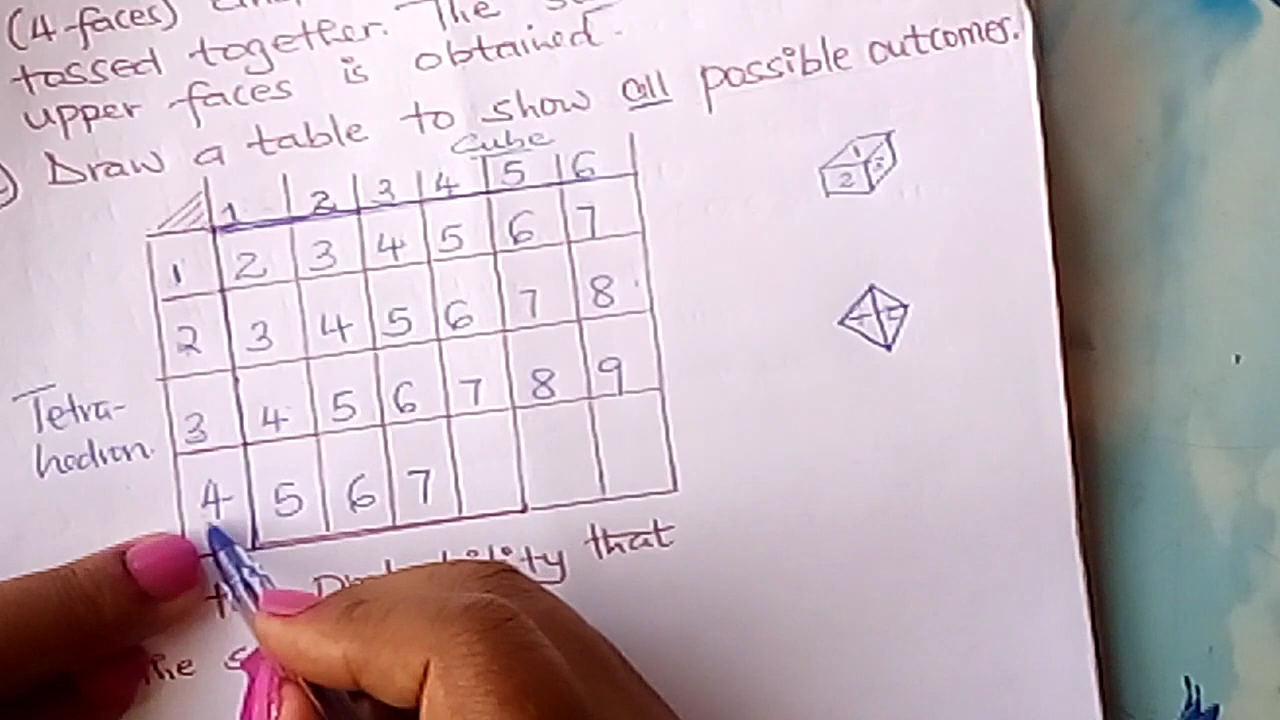 (4-faces)
tossed together. The
upper faces is obtained.
) Draw a table to show all possible outcomes.
Cube
1 2 3 4 5 6
1 2 3 4 5 6 7
2 3 4 5 6 7 8
3 4 5 6 7 8 9
4 5 6 7
Tetra-
hedron
1
2
that